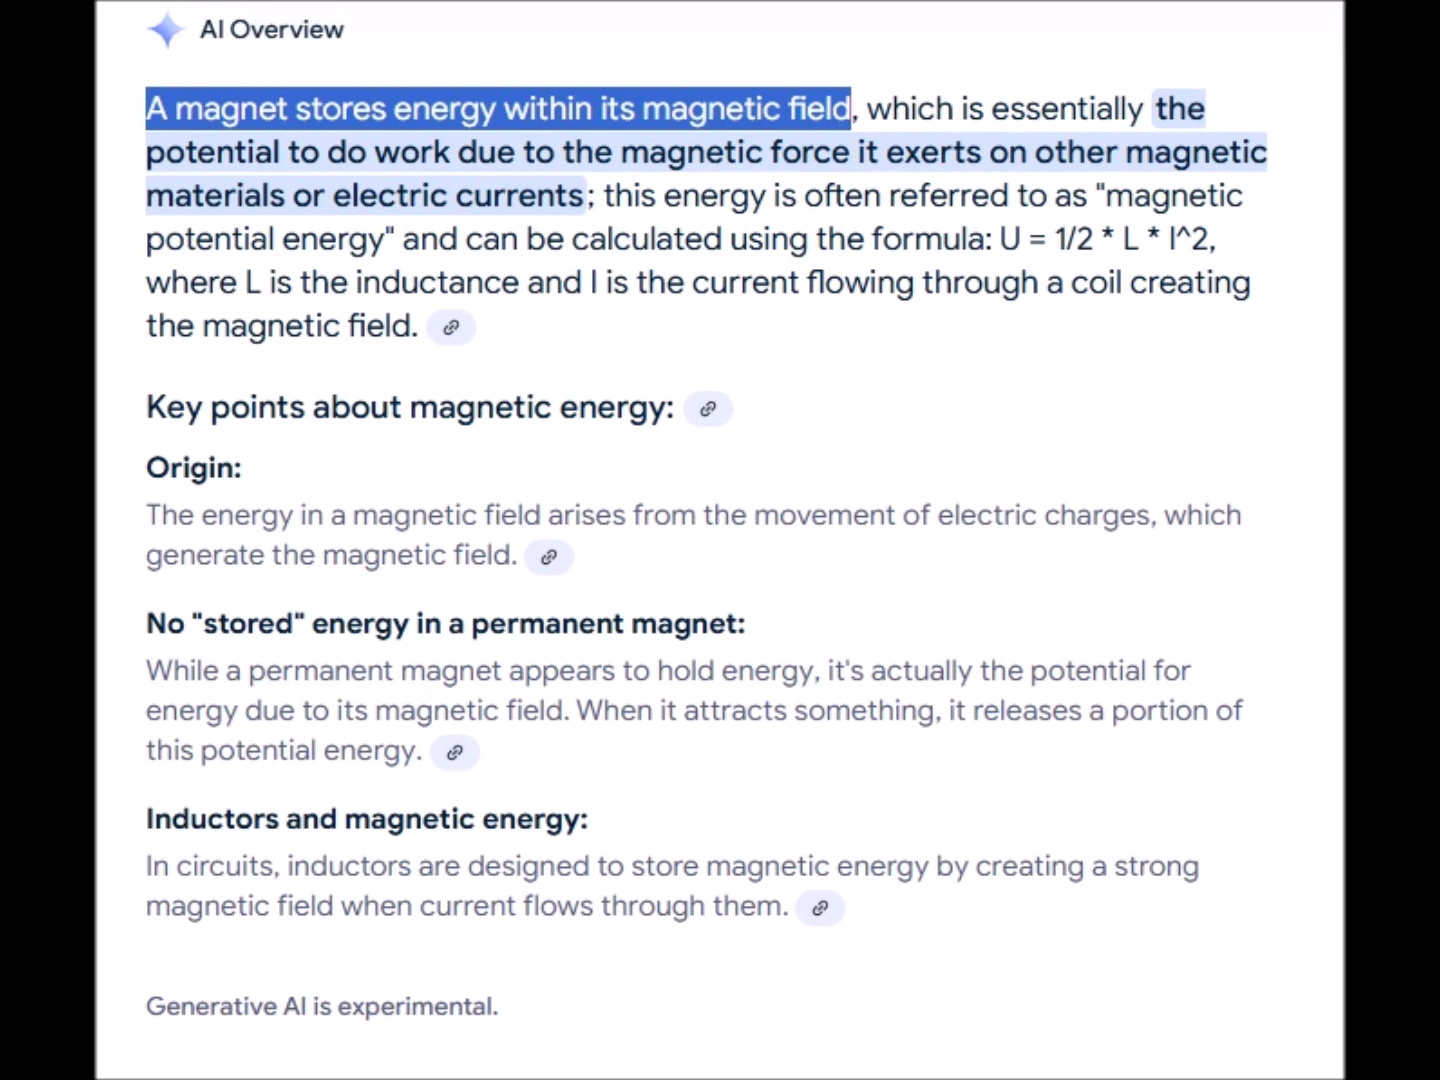 AI Overview
A magnet stores energy within its magnetic field, which is essentially the
potential to do work due to the magnetic force it exerts on other magnetic
materials or electric currents; this energy is often referred to as "magnetic
potential energy" and can be calculated using the formula: U = 1/2 * L * I^2,
where L is the inductance and I is the current flowing through a coil creating
the magnetic field.
Key points about magnetic energy:
Origin:
The energy in a magnetic field arises from the movement of electric charges, which
generate the magnetic field.
No "stored" energy in a permanent magnet:
While a permanent magnet appears to hold energy, it's actually the potential for
energy due to its magnetic field. When it attracts something, it releases a portion of
this potential energy.
Inductors and magnetic energy:
In circuits, inductors are designed to store magnetic energy by creating a strong
magnetic field when current flows through them.
Generative AI is experimental.